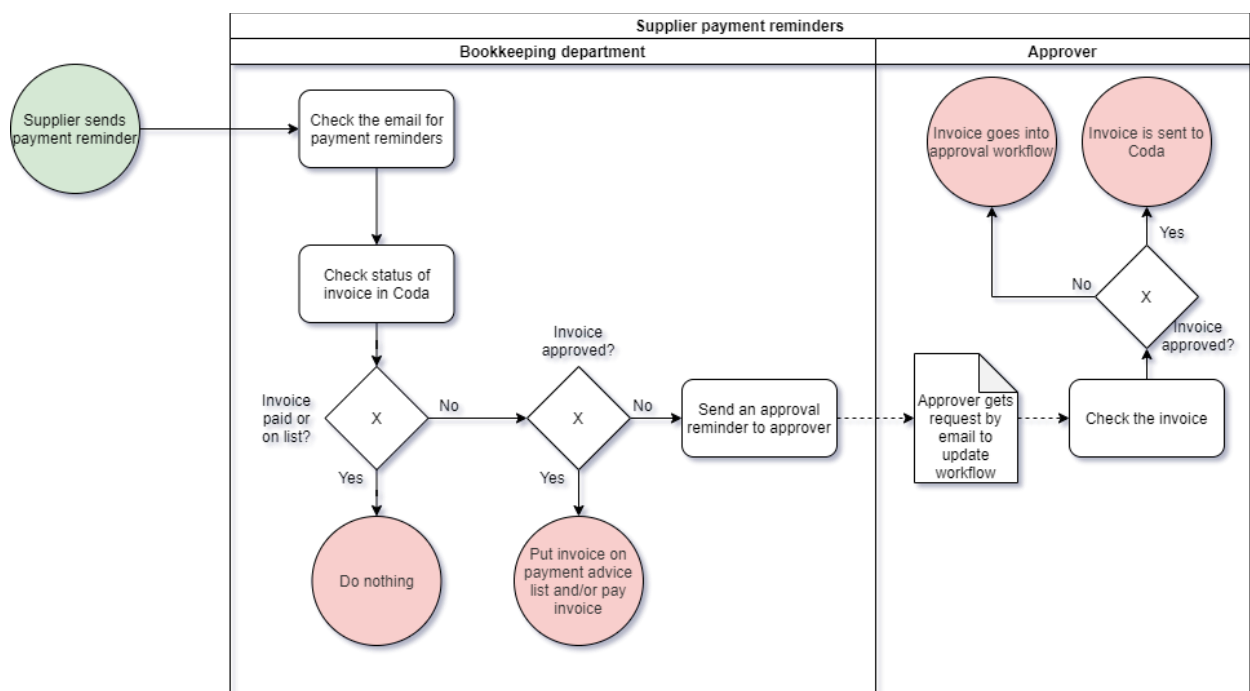 Supplier payment reminders
Bookkeeping department
Approver
Supplier sends
payment reminder
Check the email for
payment reminders
Check status of
invoice in Coda
Invoice
paid or
on list?
X
No
Yes
Do nothing
Invoice
approved?
X
No
Yes
Put invoice on
payment advice
list and/or pay
invoice
Send an approval
reminder to approver
Approver gets
request by
email to
update
workflow
Check the invoice
Invoice
approved?
X
No
Yes
Invoice goes into
approval workflow
Invoice is sent to
Coda